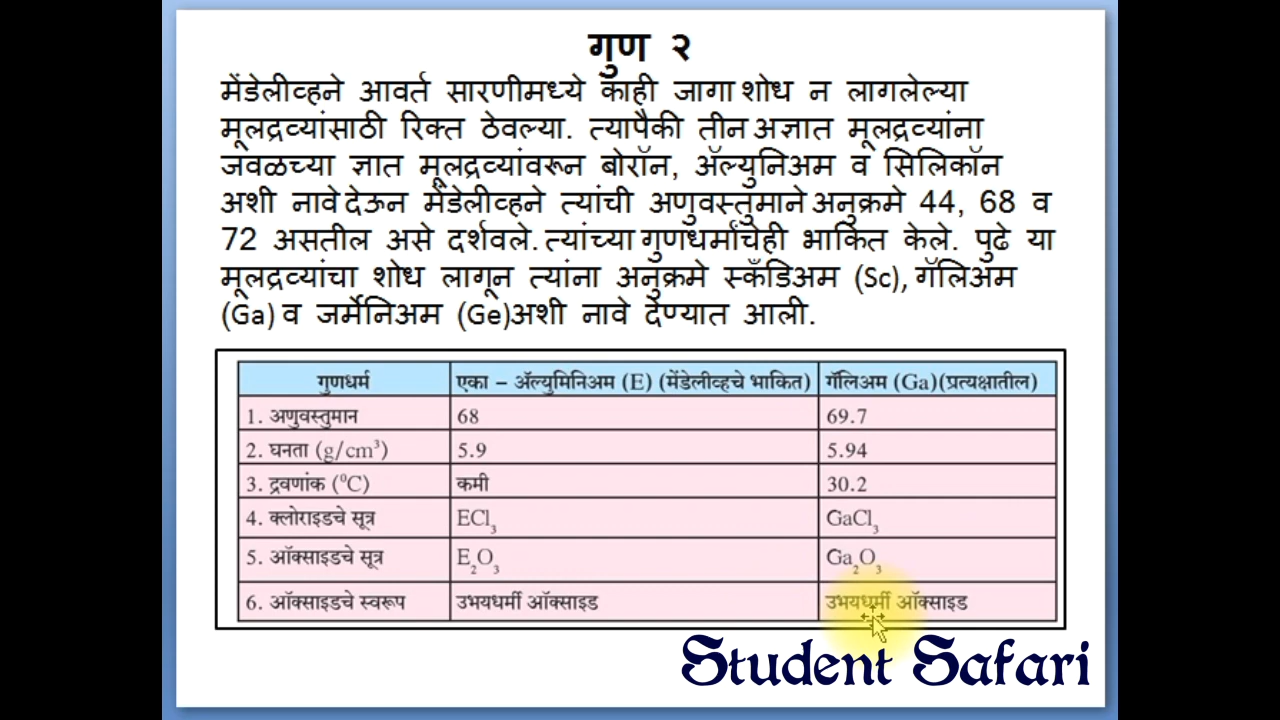 गुण २
मेंडेलीव्हने आवर्त सारणीमध्ये काही जागा शोध न लागलेल्या
मूलद्रव्यांसाठी रिक्त ठेवल्या. त्यापैकी तीन अज्ञात मूलद्रव्यांना
जवळच्या ज्ञात मूलद्रव्यांवरून बोरॉन, ॲल्युनिअम व सिलिकॉन
अशी नावे देऊन मेंडेलीव्हने त्यांची अणुवस्तुमाने अनुक्रमे 44, 68 व
72 असतील असे दर्शवले. त्यांच्या गुणधर्मांचेही भाकित केले. पुढे या
मूलद्रव्यांचा शोध लागून त्यांना अनुक्रमे स्कँडिअम (Sc), गॅलिअम
(Ga) व जर्मेनिअम (Ge)अशी नावे देण्यात आली.
गुणधर्म एका – ॲल्युमिनिअम (E) (मेंडेलीव्हचे भाकित) गॅलिअम (Ga)(प्रत्यक्षातील)
1. अणुवस्तुमान 68 69.7
2. घनता (g/cm³) 5.9 5.94
3. द्रवणांक (⁰C) कमी 30.2
4. क्लोराइडचे सूत्र ECl₃ GaCl₃
5. ऑक्साइडचे सूत्र E₂O₃ Ga₂O₃
6. ऑक्साइडचे स्वरूप उभयधर्मी ऑक्साइड उभयधर्मी ऑक्साइड
Student Safari